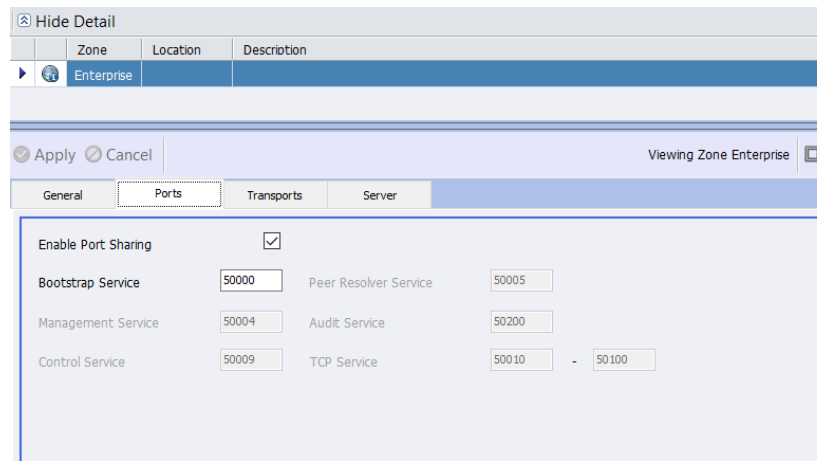 Hide Detail
Zone Location Description
Enterprise
Apply Cancel Viewing Zone Enterprise
General Ports Transports Server
Enable Port Sharing
Bootstrap Service 50000 Peer Resolver Service 50005
Management Service 50004 Audit Service 50200
Control Service 50009 TCP Service 50010 - 50100